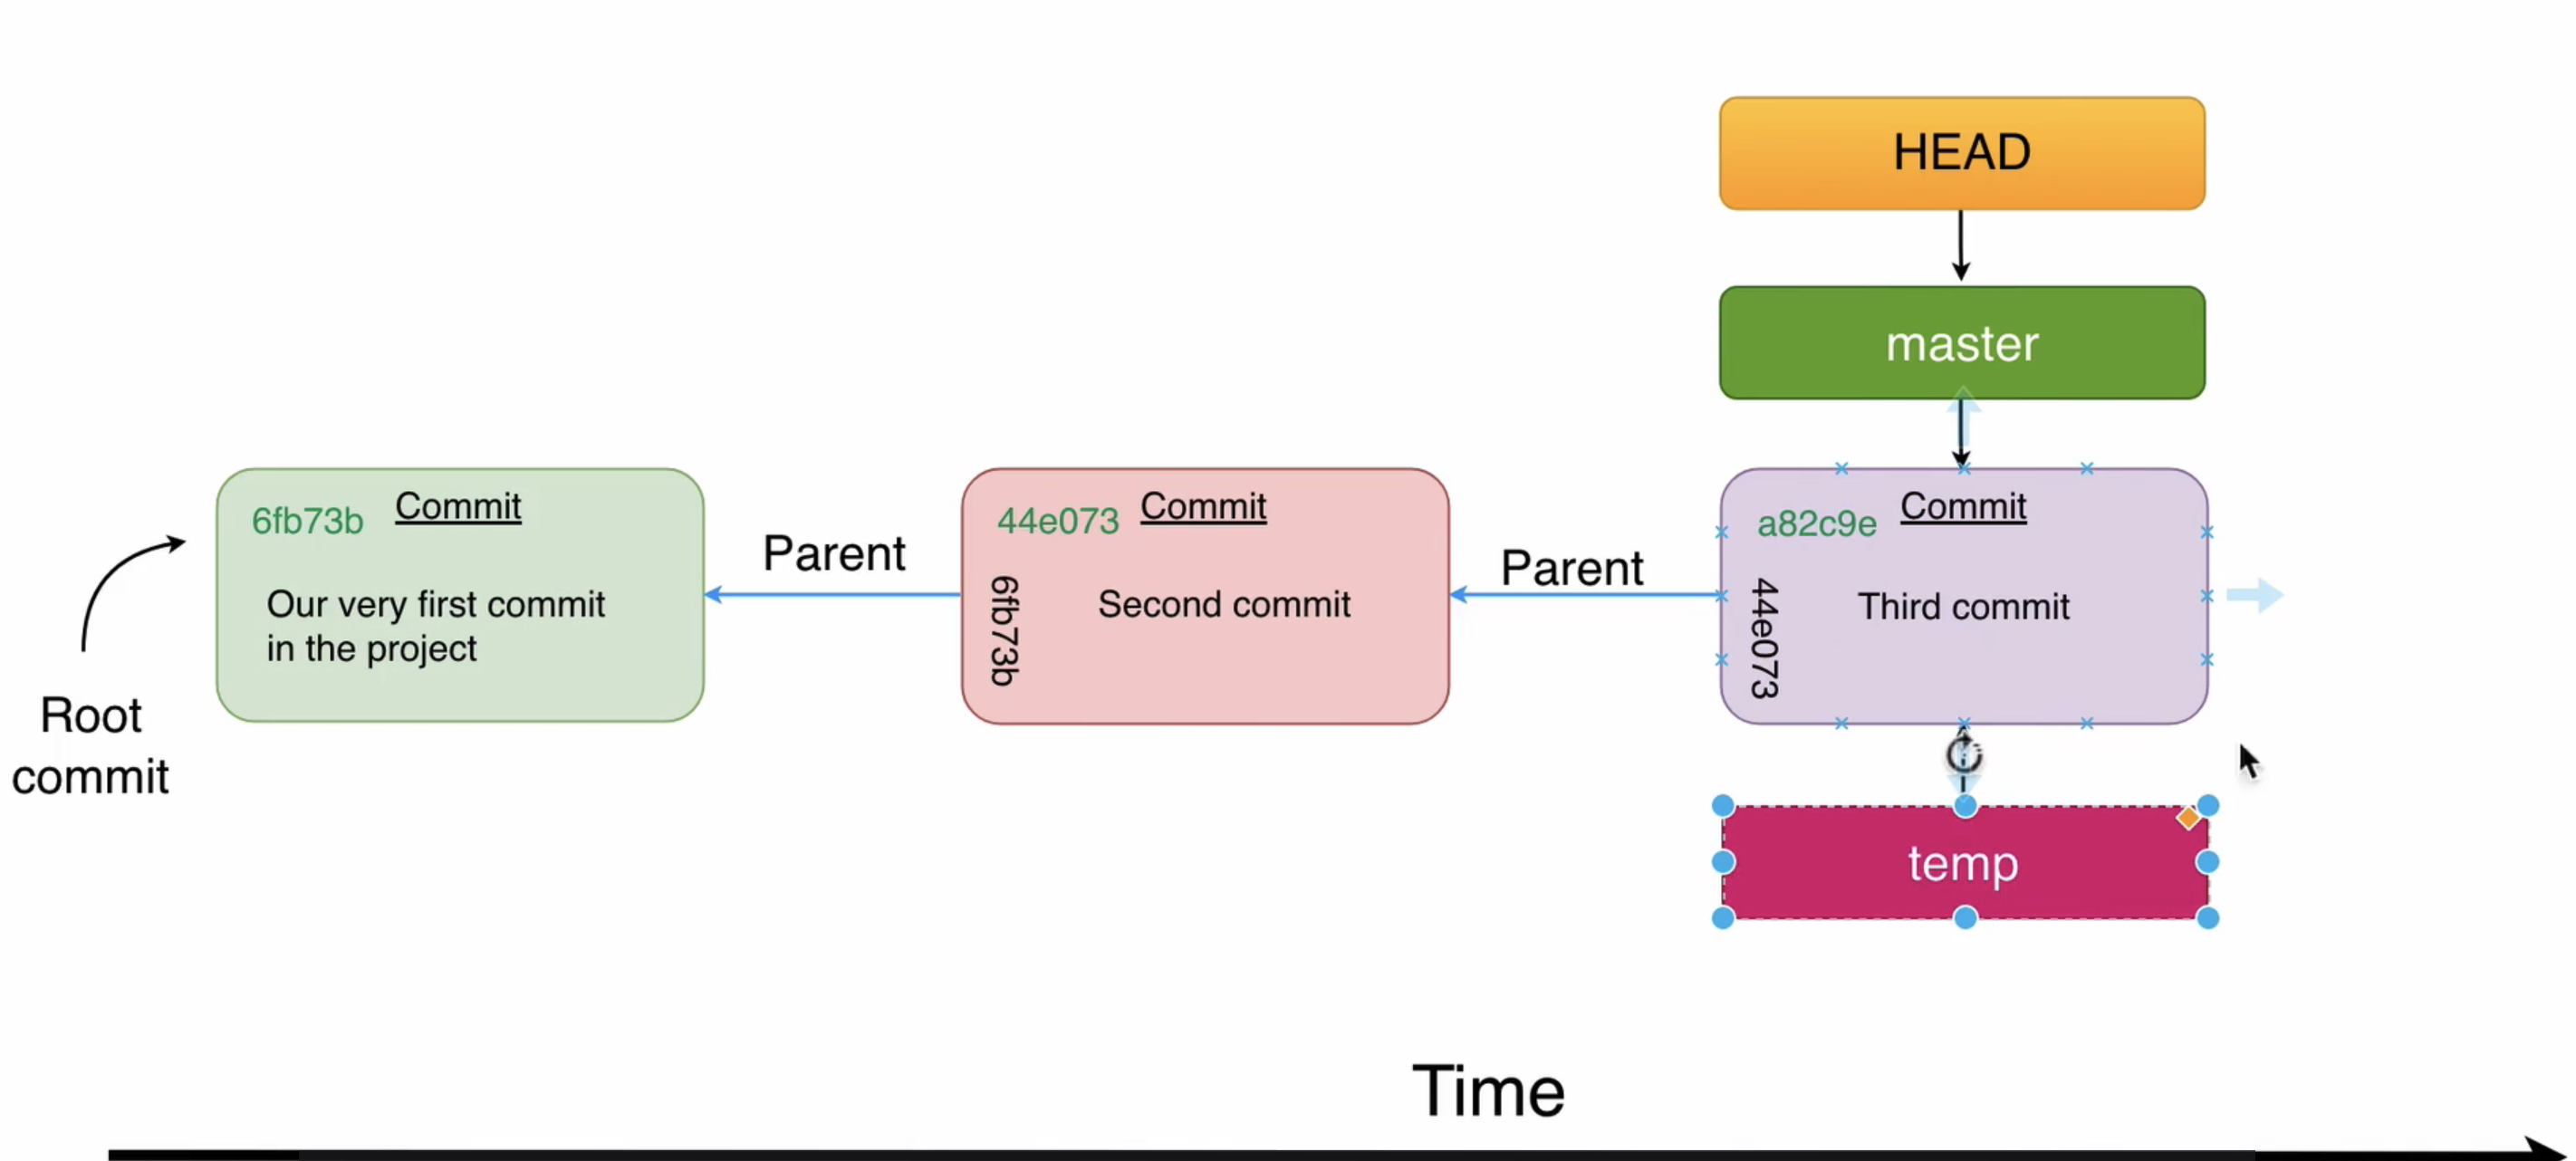 HEAD
master
6fb73b
Commit
Our very first commit
in the project
Parent
44e073
Commit
6fb73b
Second commit
Parent
a82c9e
Commit
44e073
Third commit
Root
commit
temp
Time